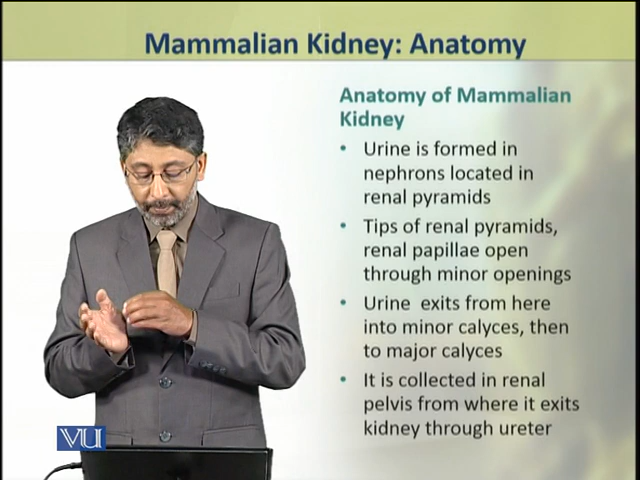 Mammalian Kidney: Anatomy
Anatomy of Mammalian
Kidney
• Urine is formed in
nephrons located in
renal pyramids
• Tips of renal pyramids,
renal papillae open
through minor openings
• Urine exits from here
into minor calyces, then
to major calyces
• It is collected in renal
pelvis from where it exits
kidney through ureter
VU